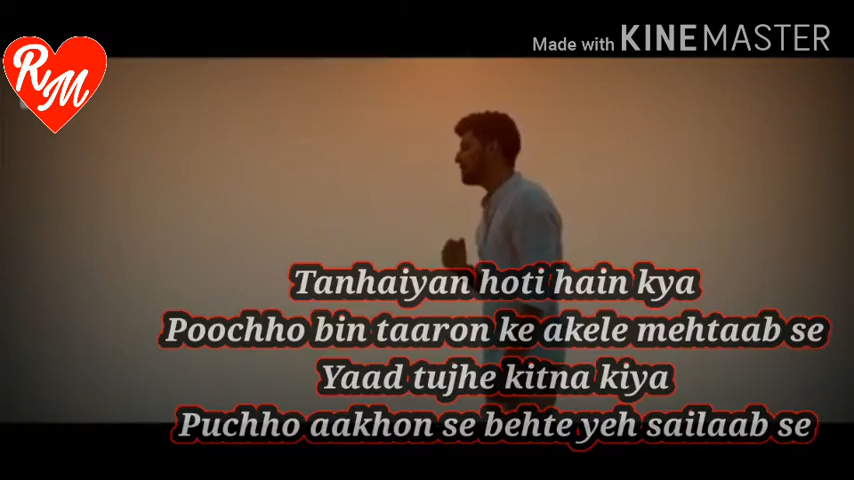 Made with KINEMASTER
RM
Tanhaiyan hoti hain kya
Poochho bin taaron ke akele mehtaab se
Yaad tujhe kitna kiya
Puchho aakhon se behte yeh sailaab se